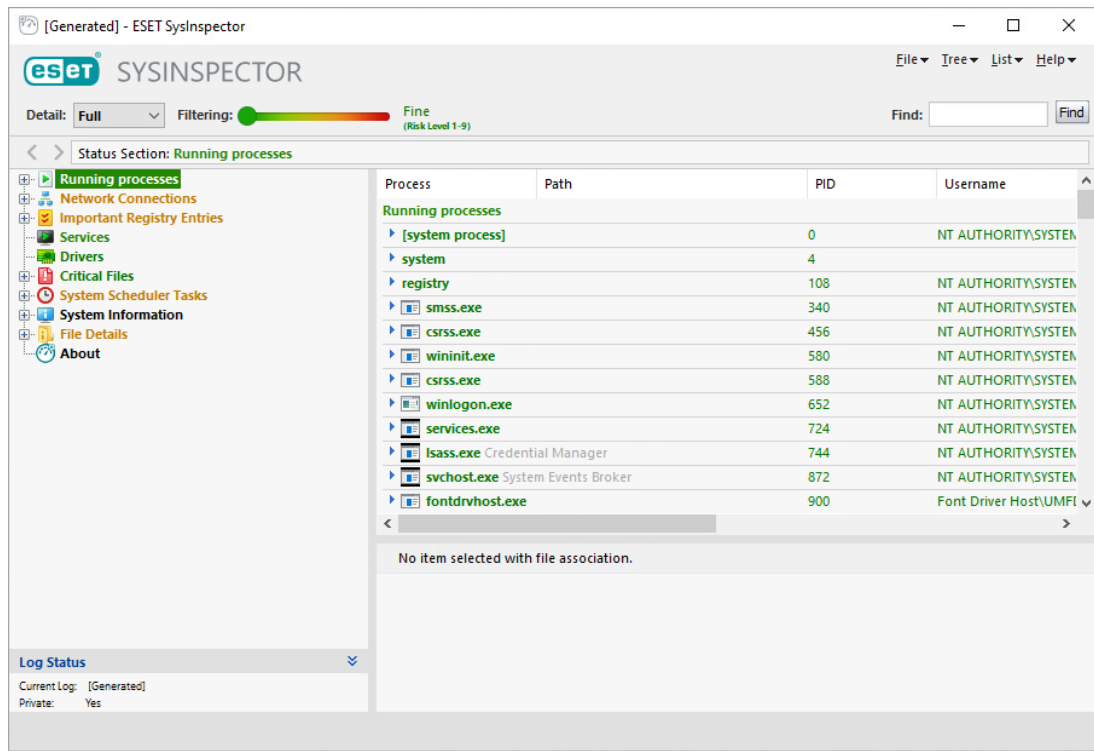 [Generated] - ESET SysInspector
eset® SYSINSPECTOR
File Tree List Help
Detail: Full Filtering: Fine
(Risk Level 1-9)
Find: Find
Status Section: Running processes
Running processes
Network Connections
Important Registry Entries
Services
Drivers
Critical Files
System Scheduler Tasks
System Information
File Details
About
Process Path PID Username
Running processes
[system process] 0 NT AUTHORITY\SYSTEM
system 4
registry 108 NT AUTHORITY\SYSTEM
smss.exe 340 NT AUTHORITY\SYSTEM
csrss.exe 456 NT AUTHORITY\SYSTEM
wininit.exe 580 NT AUTHORITY\SYSTEM
csrss.exe 588 NT AUTHORITY\SYSTEM
winlogon.exe 652 NT AUTHORITY\SYSTEM
services.exe 724 NT AUTHORITY\SYSTEM
lsass.exe Credential Manager 744 NT AUTHORITY\SYSTEM
svchost.exe System Events Broker 872 NT AUTHORITY\SYSTEM
fontdrvhost.exe 900 Font Driver Host\UMFD
No item selected with file association.
Log Status
Current Log: [Generated]
Private: Yes